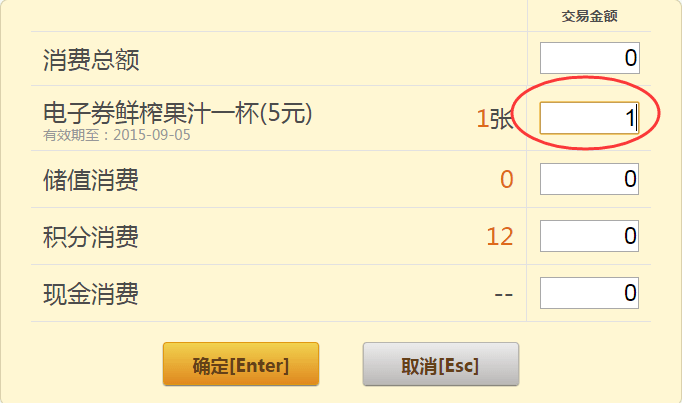 交易金额
消费总额 0
电子券鲜榨果汁一杯(5元) 1张 1
有效期至：2015-09-05
储值消费 0 0
积分消费 12 0
现金消费 -- 0
确定[Enter] 取消[Esc]